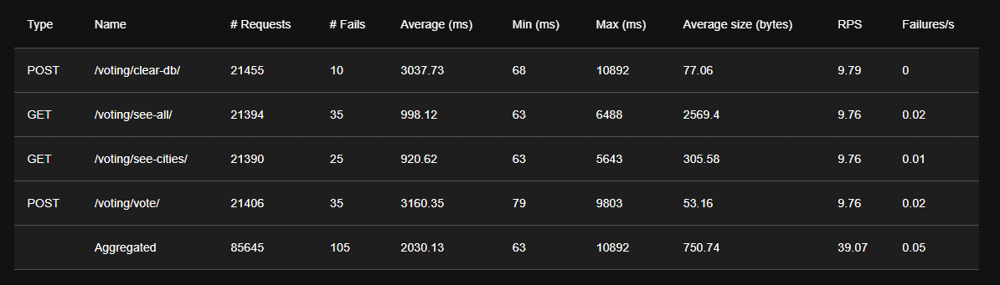 Type Name # Requests # Fails Average (ms) Min (ms) Max (ms) Average size (bytes) RPS Failures/s
POST /voting/clear-db/ 21455 10 3037.73 68 10892 77.06 9.79 0
GET /voting/see-all/ 21394 35 998.12 63 6488 2569.4 9.76 0.02
GET /voting/see-cities/ 21390 25 920.62 63 5643 305.58 9.76 0.01
POST /voting/vote/ 21406 35 3160.35 79 9803 53.16 9.76 0.02
Aggregated 85645 105 2030.13 63 10892 750.74 39.07 0.05